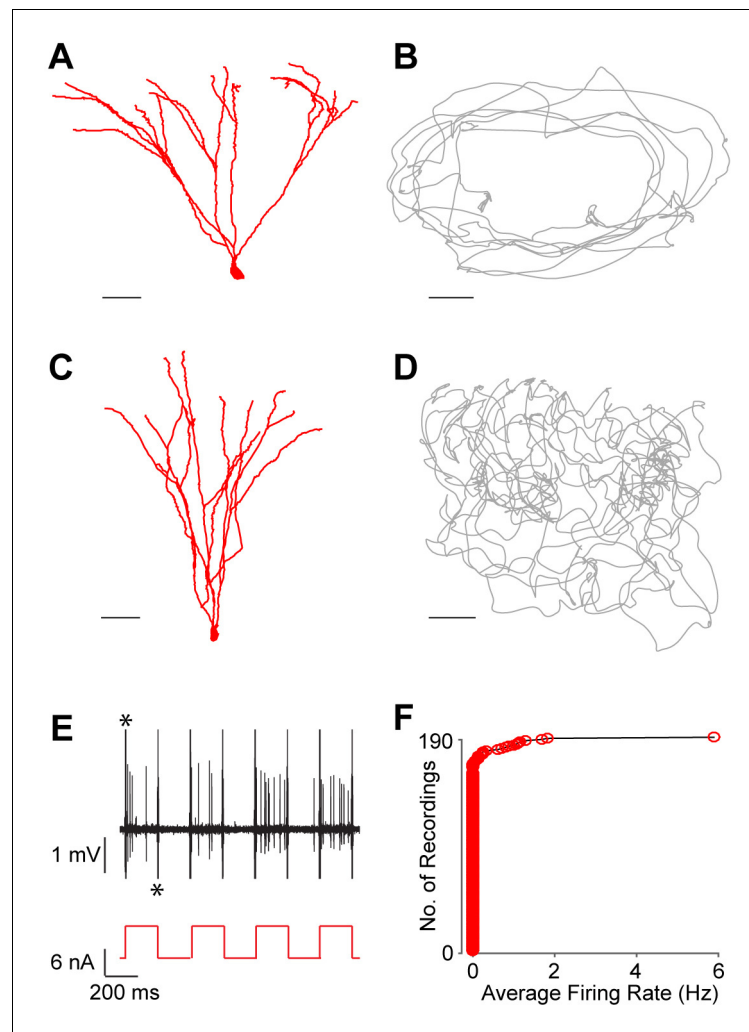 A
B
C
D
E
*
1 mV
*
6 nA
200 ms
F
190
No. of Recordings
0
0
2
4
6
Average Firing Rate (Hz)